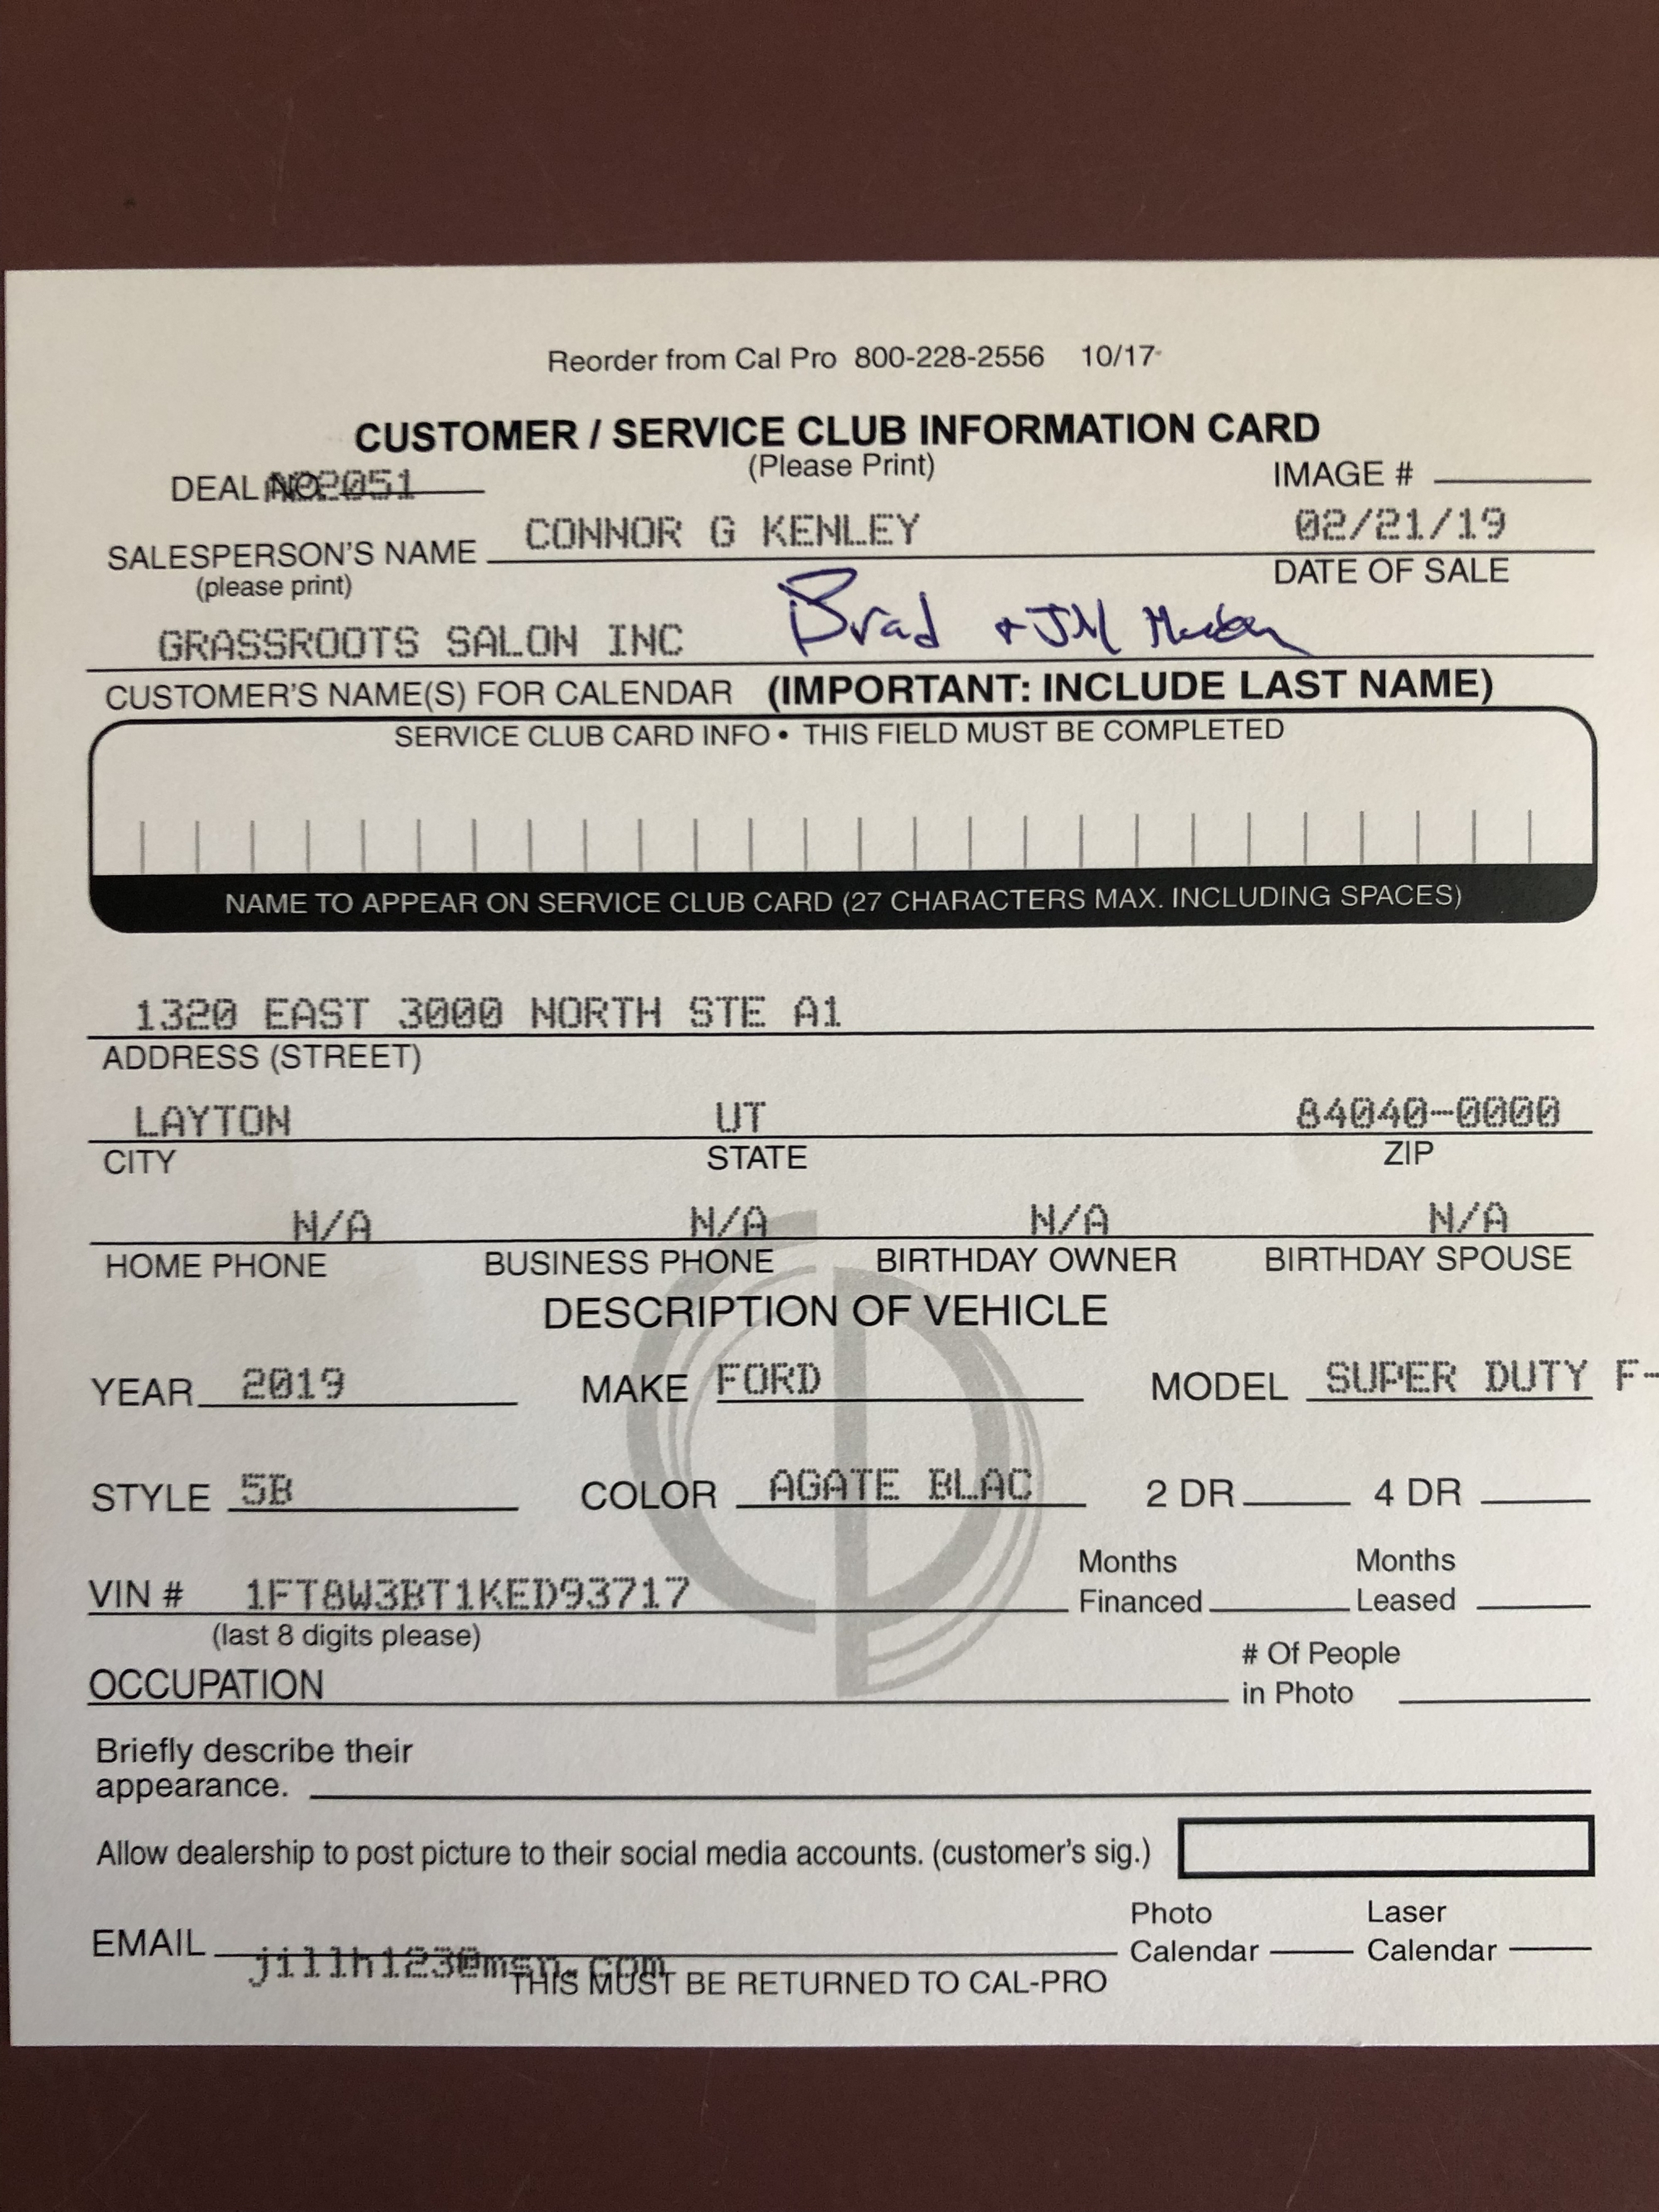 Reorder from Cal Pro 800-228-2556 10/17
CUSTOMER / SERVICE CLUB INFORMATION CARD
(Please Print)
DEAL NO. 2051 IMAGE #
SALESPERSON'S NAME CONNOR G KENLEY 02/21/19
(please print) DATE OF SALE
GRASSROOTS SALON INC Brad +
CUSTOMER'S NAME(S) FOR CALENDAR (IMPORTANT: INCLUDE LAST NAME)
SERVICE CLUB CARD INFO • THIS FIELD MUST BE COMPLETED
NAME TO APPEAR ON SERVICE CLUB CARD (27 CHARACTERS MAX. INCLUDING SPACES)
1320 EAST 3000 NORTH STE A1
ADDRESS (STREET)
LAYTON UT 84040-0000
CITY STATE ZIP
N/A N/A N/A N/A
HOME PHONE BUSINESS PHONE BIRTHDAY OWNER BIRTHDAY SPOUSE
DESCRIPTION OF VEHICLE
YEAR 2019 MAKE FORD MODEL SUPER DUTY F-
STYLE 5B COLOR AGATE BLAC 2 DR 4 DR
VIN # 1FT8W3BT1KED93717 Months Financed Months Leased
(last 8 digits please)
OCCUPATION # Of People in Photo
Briefly describe their
appearance.
Allow dealership to post picture to their social media accounts. (customer's sig.)
EMAIL jillh123@msn.com Photo Calendar Laser Calendar
THIS MUST BE RETURNED TO CAL-PRO